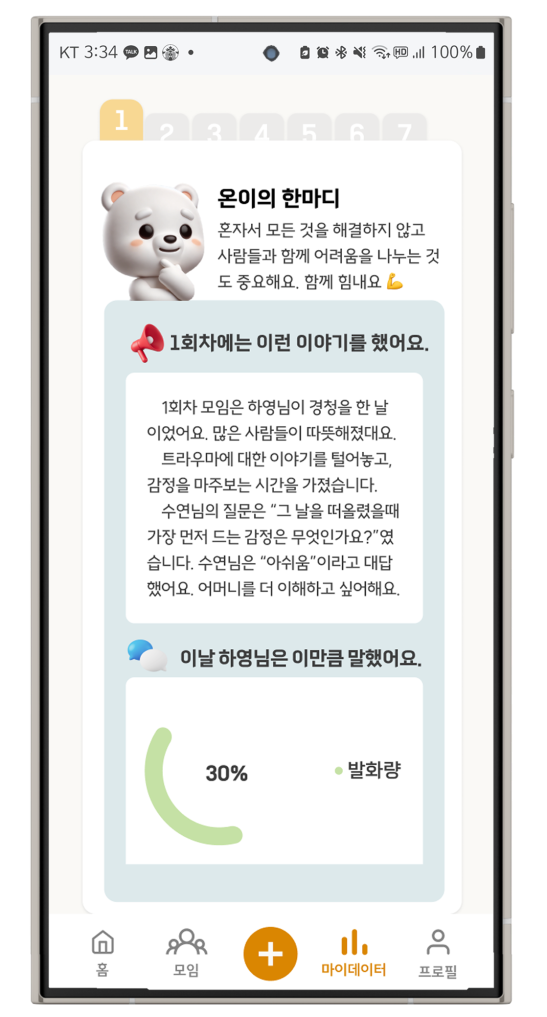 KT 3:34 TALK HD 100%
1 2 3 4 5 6 7
온이의 한마디
혼자서 모든 것을 해결하지 않고
사람들과 함께 어려움을 나누는 것
도 중요해요. 함께 힘내요 💪
1회차에는 이런 이야기를 했어요.
1회차 모임은 하영님이 경청을 한 날
이었어요. 많은 사람들이 따뜻해졌대요.
트라우마에 대한 이야기를 털어놓고,
감정을 마주보는 시간을 가졌습니다.
수연님의 질문은 “그 날을 떠올렸을때
가장 먼저 드는 감정은 무엇인가요?”였
습니다. 수연님은 “아쉬움”이라고 대답
했어요. 어머니를 더 이해하고 싶어해요.
이날 하영님은 이만큼 말했어요.
30%
발화량
홈 모임 마이데이터 프로필